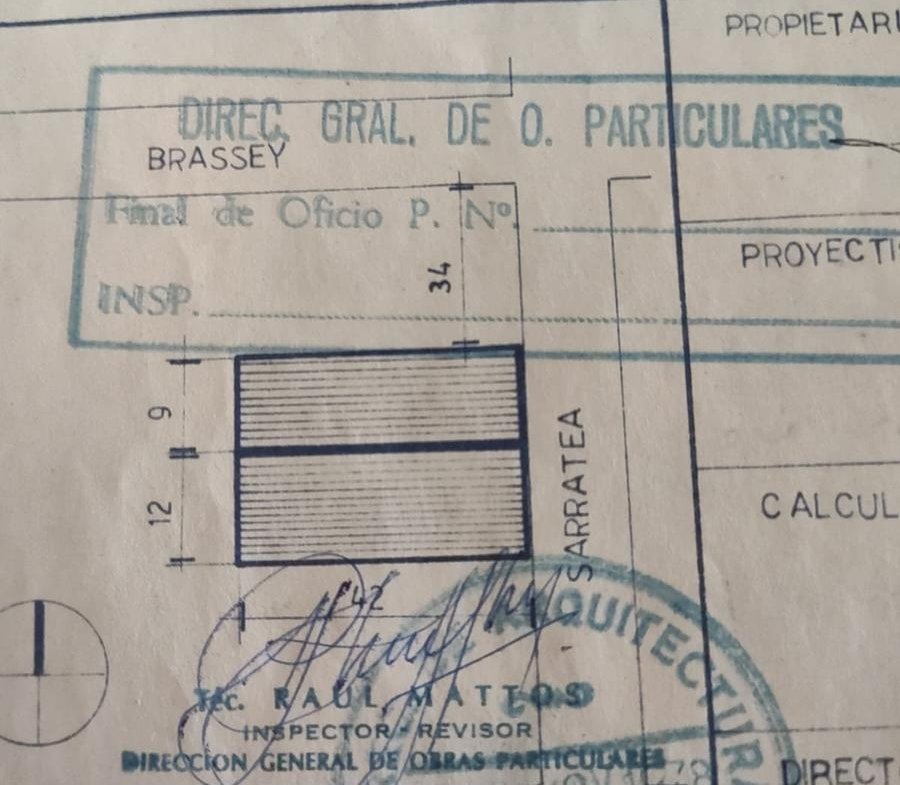 PROPIETARI
DIREC. GRAL. DE O. PARTICULARES
BRASSEY
Final de Oficio P. Nº
PROYECTIS
34
INSP.
9
SARRATEA
12
CALCUL
42
ARQUITECTURA
Téc. RAUL MATTOS
INSPECTOR - REVISOR
DIRECCION GENERAL DE OBRAS PARTICULARES
DIRECT